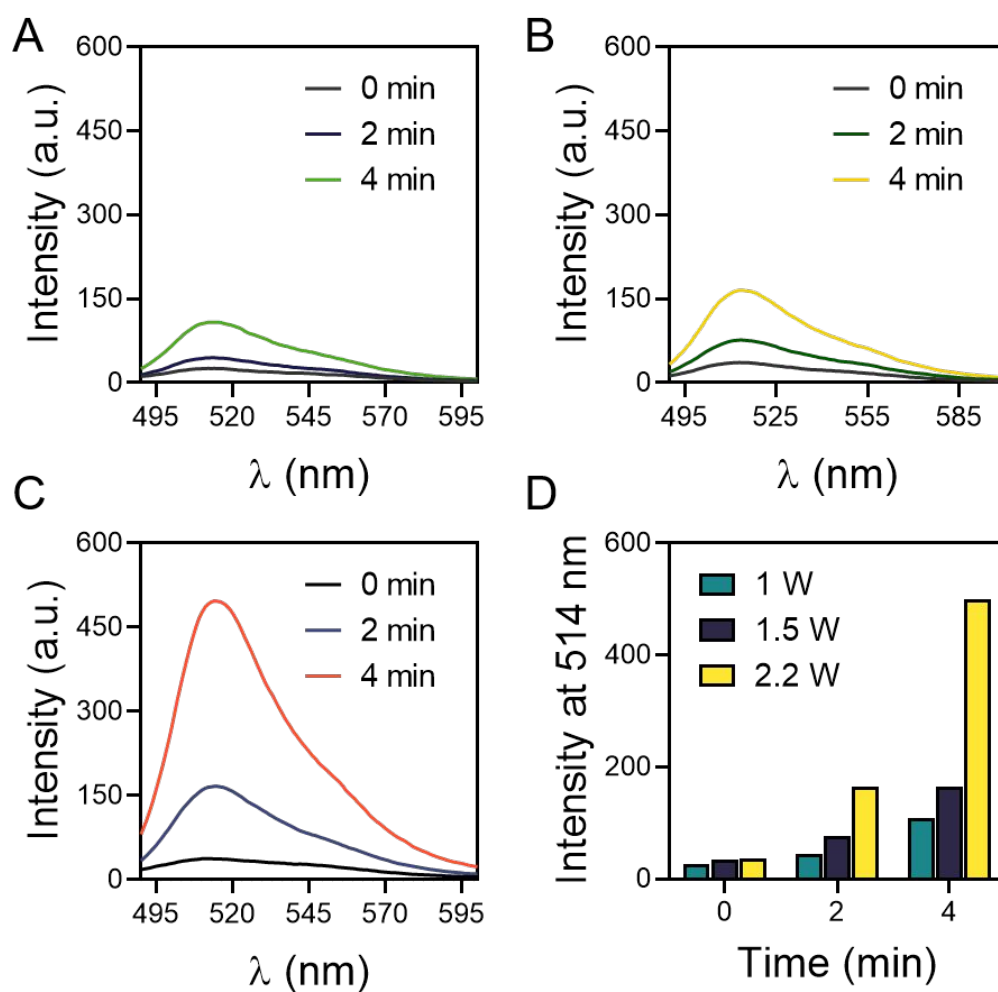 A
600
450
300
150
0
Intensity (a.u.)
0 min
2 min
4 min
495 520 545 570 595
λ (nm)
B
600
450
300
150
0
Intensity (a.u.)
0 min
2 min
4 min
495 525 555 585
λ (nm)
C
600
450
300
150
0
Intensity (a.u.)
0 min
2 min
4 min
495 520 545 570 595
λ (nm)
D
600
400
200
0
Intensity at 514 nm
1 W
1.5 W
2.2 W
0 2 4
Time (min)